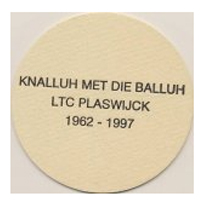 KNALLUH MET DIE BALLUH
LTC PLASWIJCK
1962 - 1997